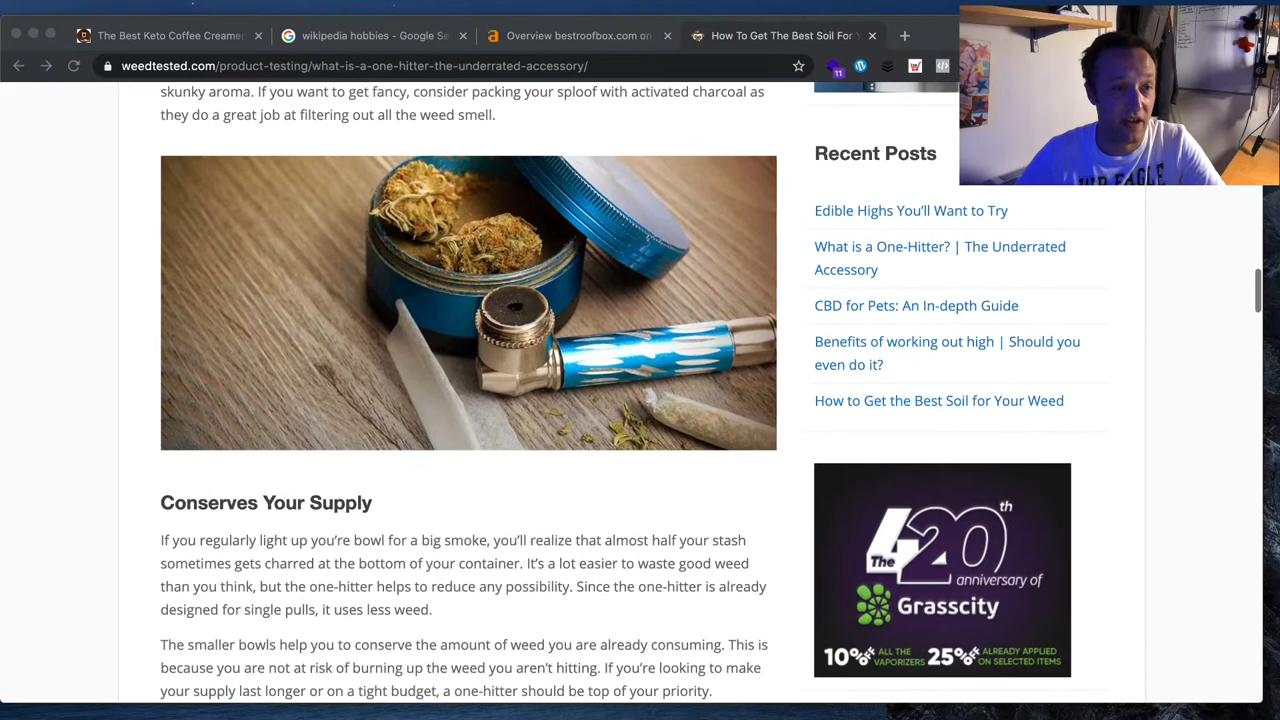 The Best Keto Coffee Creamer
wikipedia hobbies - Google Se
Overview bestroofbox.com on
How To Get The Best Soil For Y
weedtested.com/product-testing/what-is-a-one-hitter-the-underrated-accessory/
11
skunky aroma. If you want to get fancy, consider packing your sploof with activated charcoal as
they do a great job at filtering out all the weed smell.
Conserves Your Supply
If you regularly light up you're bowl for a big smoke, you'll realize that almost half your stash
sometimes gets charred at the bottom of your container. It's a lot easier to waste good weed
than you think, but the one-hitter helps to reduce any possibility. Since the one-hitter is already
designed for single pulls, it uses less weed.
The smaller bowls help you to conserve the amount of weed you are already consuming. This is
because you are not at risk of burning up the weed you aren't hitting. If you're looking to make
your supply last longer or on a tight budget, a one-hitter should be top of your priority.
Recent Posts
Edible Highs You'll Want to Try
What is a One-Hitter? | The Underrated
Accessory
CBD for Pets: An In-depth Guide
Benefits of working out high | Should you
even do it?
How to Get the Best Soil for Your Weed
The 420th
anniversary of
Grasscity
10% OFF ALL THE VAPORIZERS
25% OFF ALREADY APPLIED ON SELECTED ITEMS